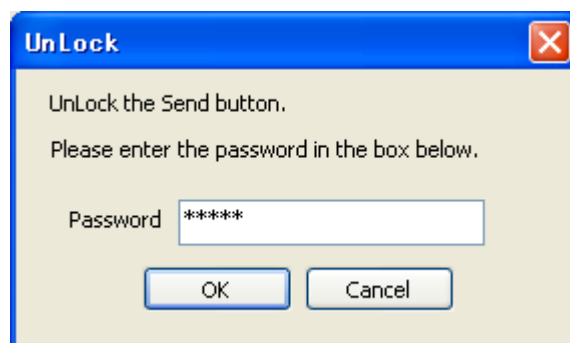 UnLock
UnLock the Send button.
Please enter the password in the box below.
Password *****
OK Cancel